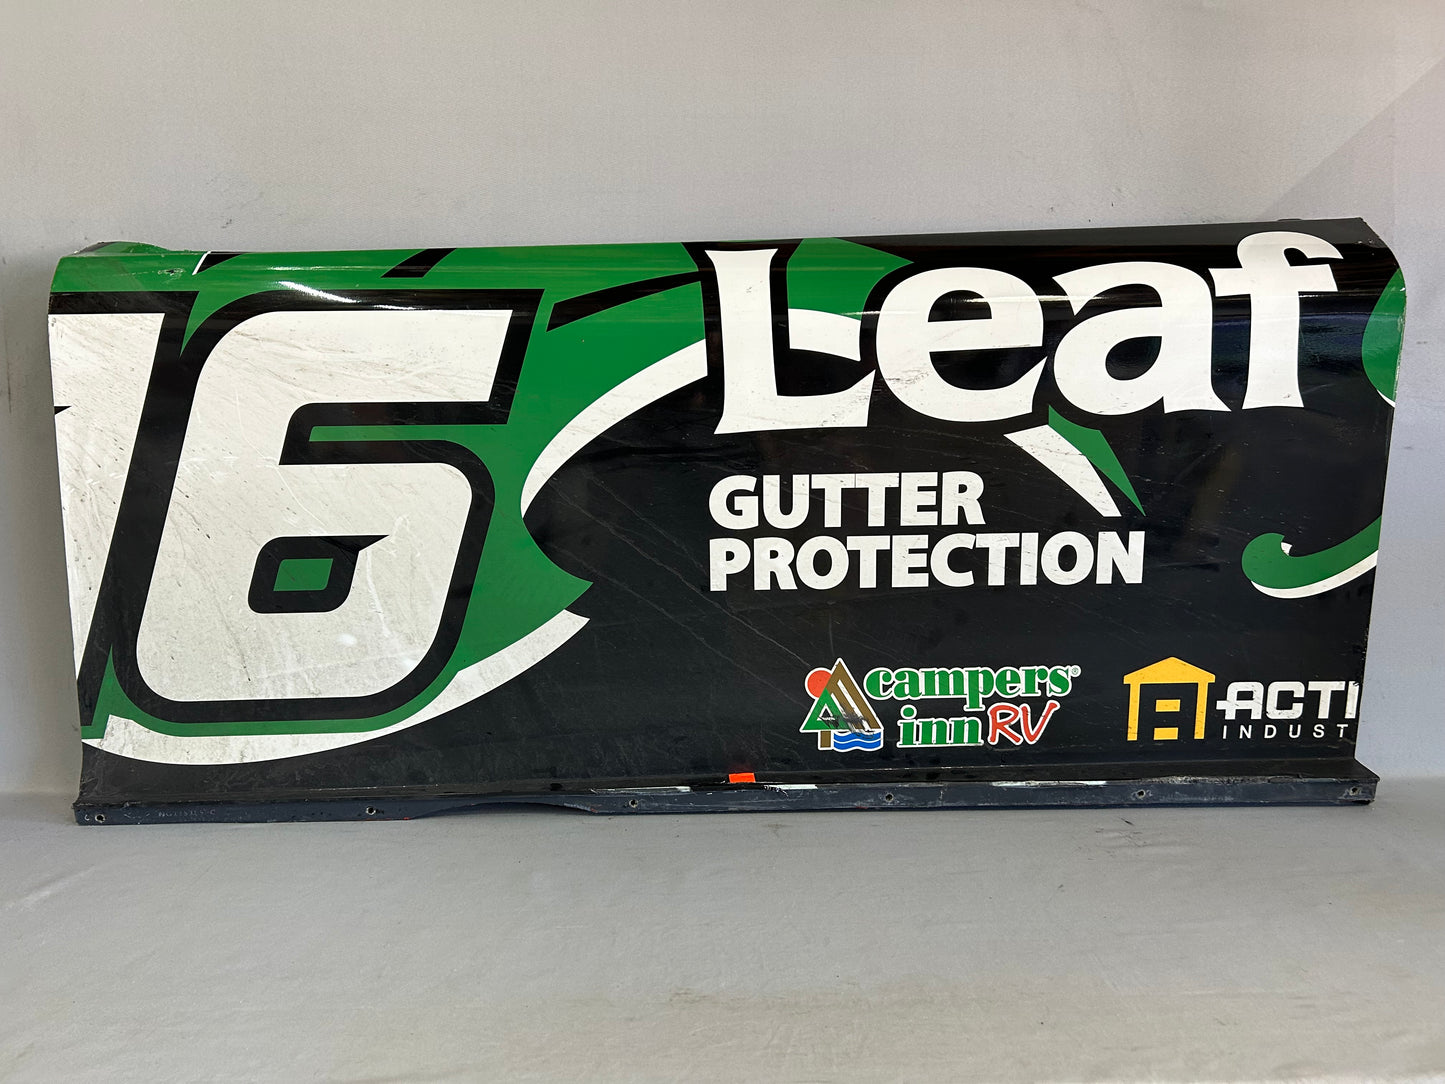 16
Leaf
GUTTER
PROTECTION
campers®
inn RV
ACTI
INDUST